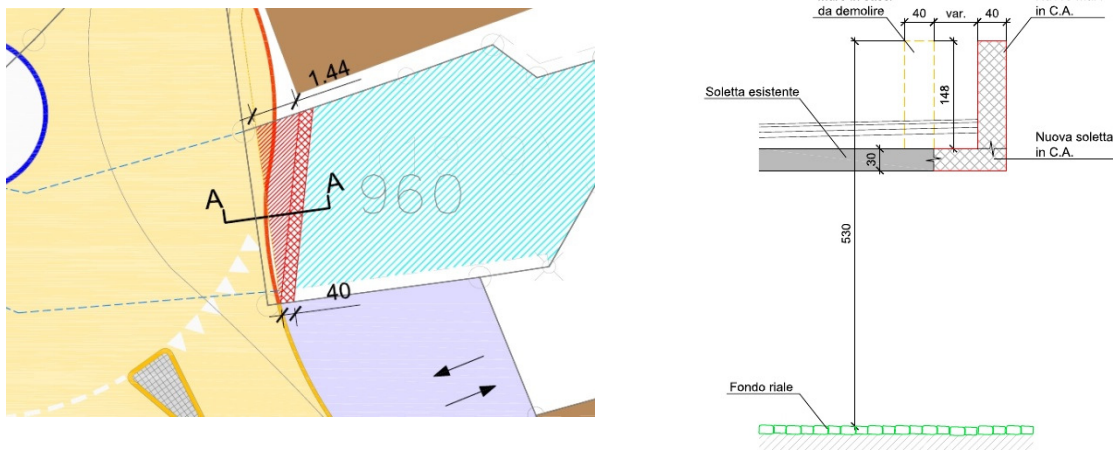 1.44
A
A
960
40
da demolire
40
var.
40
in C.A.
Soletta esistente
148
Nuova soletta
in C.A.
30
530
Fondo riale